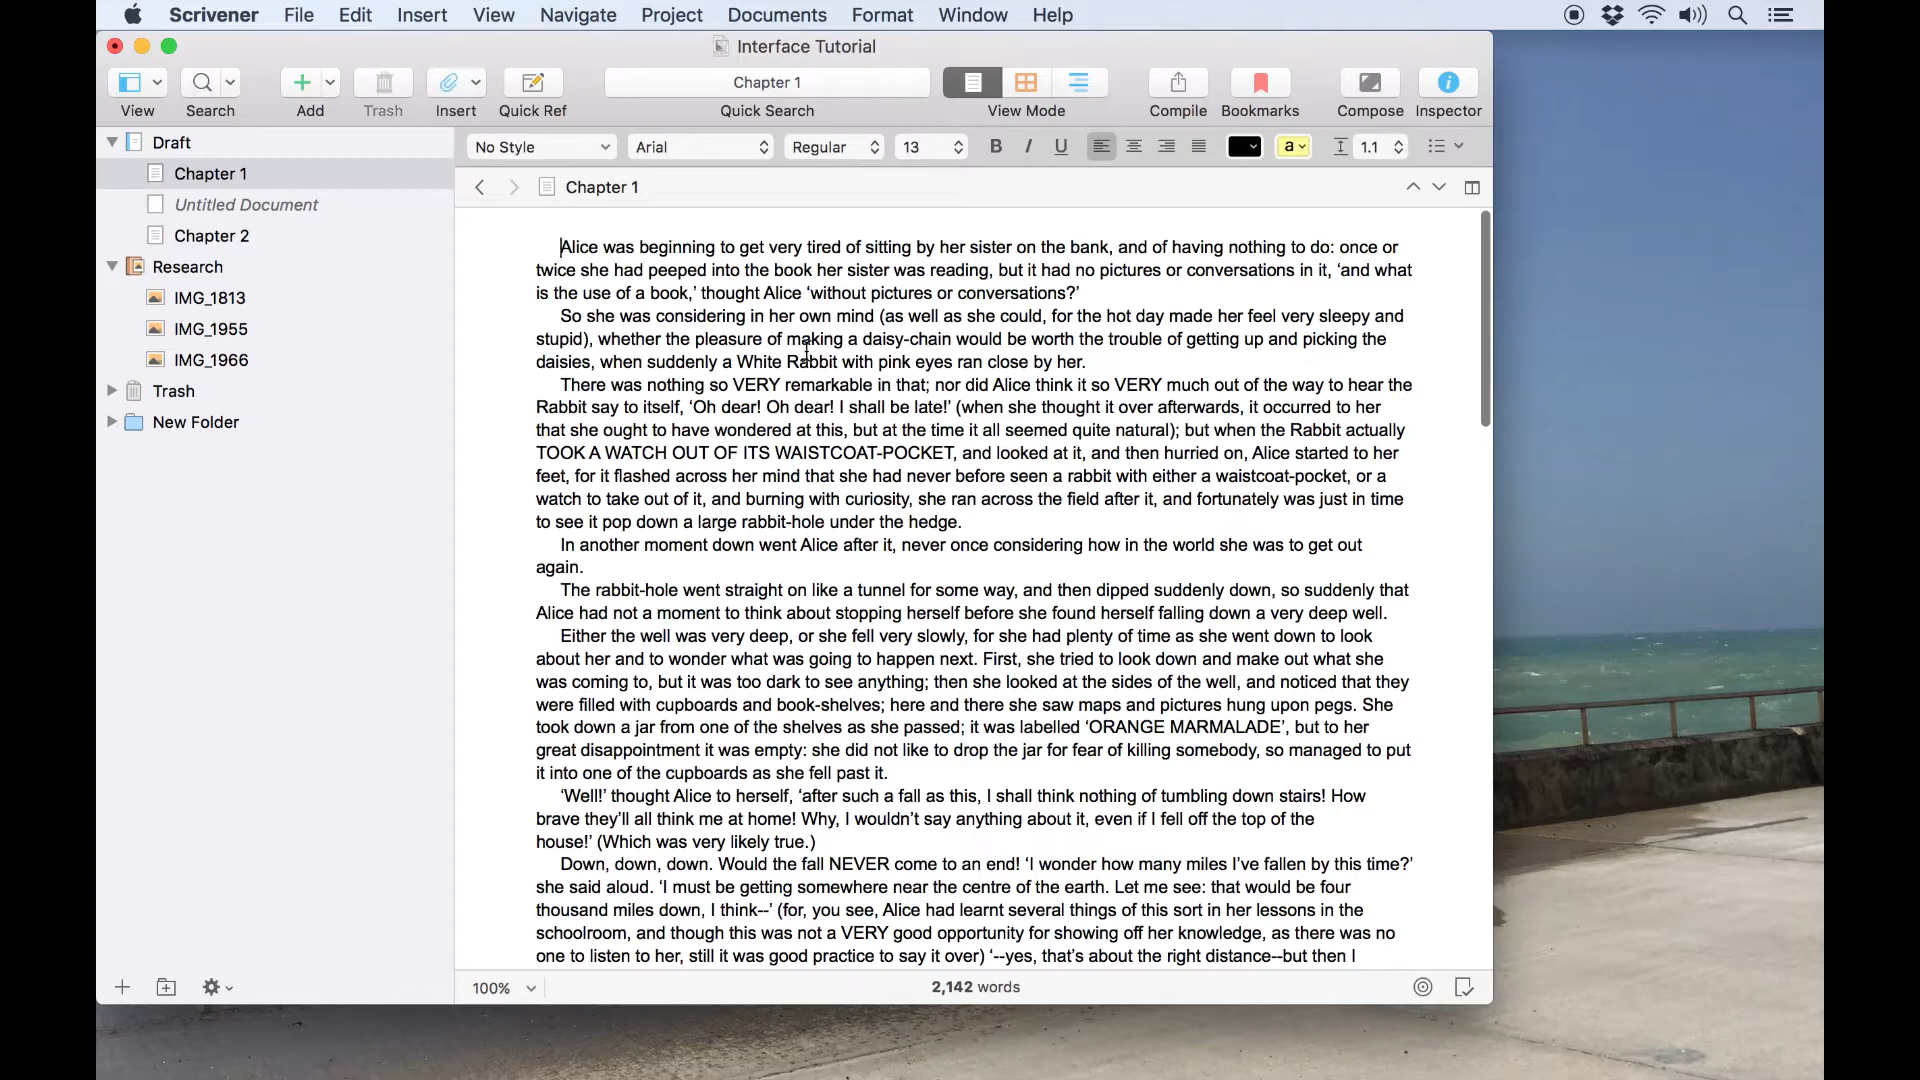 Scrivener File Edit Insert View Navigate Project Documents Format Window Help
Interface Tutorial
Chapter 1
View Search Add Trash Insert Quick Ref Quick Search View Mode Compile Bookmarks Compose Inspector
No Style Arial Regular 13 B I U a 1.1
Draft
Chapter 1
Untitled Document
Chapter 2
Research
IMG_1813
IMG_1955
IMG_1966
Trash
New Folder
Chapter 1
Alice was beginning to get very tired of sitting by her sister on the bank, and of having nothing to do: once or
twice she had peeped into the book her sister was reading, but it had no pictures or conversations in it, ‘and what
is the use of a book,’ thought Alice ‘without pictures or conversations?’
So she was considering in her own mind (as well as she could, for the hot day made her feel very sleepy and
stupid), whether the pleasure of making a daisy-chain would be worth the trouble of getting up and picking the
daisies, when suddenly a White Rabbit with pink eyes ran close by her.
There was nothing so VERY remarkable in that; nor did Alice think it so VERY much out of the way to hear the
Rabbit say to itself, ‘Oh dear! Oh dear! I shall be late!’ (when she thought it over afterwards, it occurred to her
that she ought to have wondered at this, but at the time it all seemed quite natural); but when the Rabbit actually
TOOK A WATCH OUT OF ITS WAISTCOAT-POCKET, and looked at it, and then hurried on, Alice started to her
feet, for it flashed across her mind that she had never before seen a rabbit with either a waistcoat-pocket, or a
watch to take out of it, and burning with curiosity, she ran across the field after it, and fortunately was just in time
to see it pop down a large rabbit-hole under the hedge.
In another moment down went Alice after it, never once considering how in the world she was to get out
again.
The rabbit-hole went straight on like a tunnel for some way, and then dipped suddenly down, so suddenly that
Alice had not a moment to think about stopping herself before she found herself falling down a very deep well.
Either the well was very deep, or she fell very slowly, for she had plenty of time as she went down to look
about her and to wonder what was going to happen next. First, she tried to look down and make out what she
was coming to, but it was too dark to see anything; then she looked at the sides of the well, and noticed that they
were filled with cupboards and book-shelves; here and there she saw maps and pictures hung upon pegs. She
took down a jar from one of the shelves as she passed; it was labelled ‘ORANGE MARMALADE’, but to her
great disappointment it was empty: she did not like to drop the jar for fear of killing somebody, so managed to put
it into one of the cupboards as she fell past it.
‘Well!’ thought Alice to herself, ‘after such a fall as this, I shall think nothing of tumbling down stairs! How
brave they’ll all think me at home! Why, I wouldn’t say anything about it, even if I fell off the top of the
house!’ (Which was very likely true.)
Down, down, down. Would the fall NEVER come to an end! ‘I wonder how many miles I’ve fallen by this time?’
she said aloud. ‘I must be getting somewhere near the centre of the earth. Let me see: that would be four
thousand miles down, I think--’ (for, you see, Alice had learnt several things of this sort in her lessons in the
schoolroom, and though this was not a VERY good opportunity for showing off her knowledge, as there was no
one to listen to her, still it was good practice to say it over) ‘--yes, that’s about the right distance--but then I
100% 2,142 words